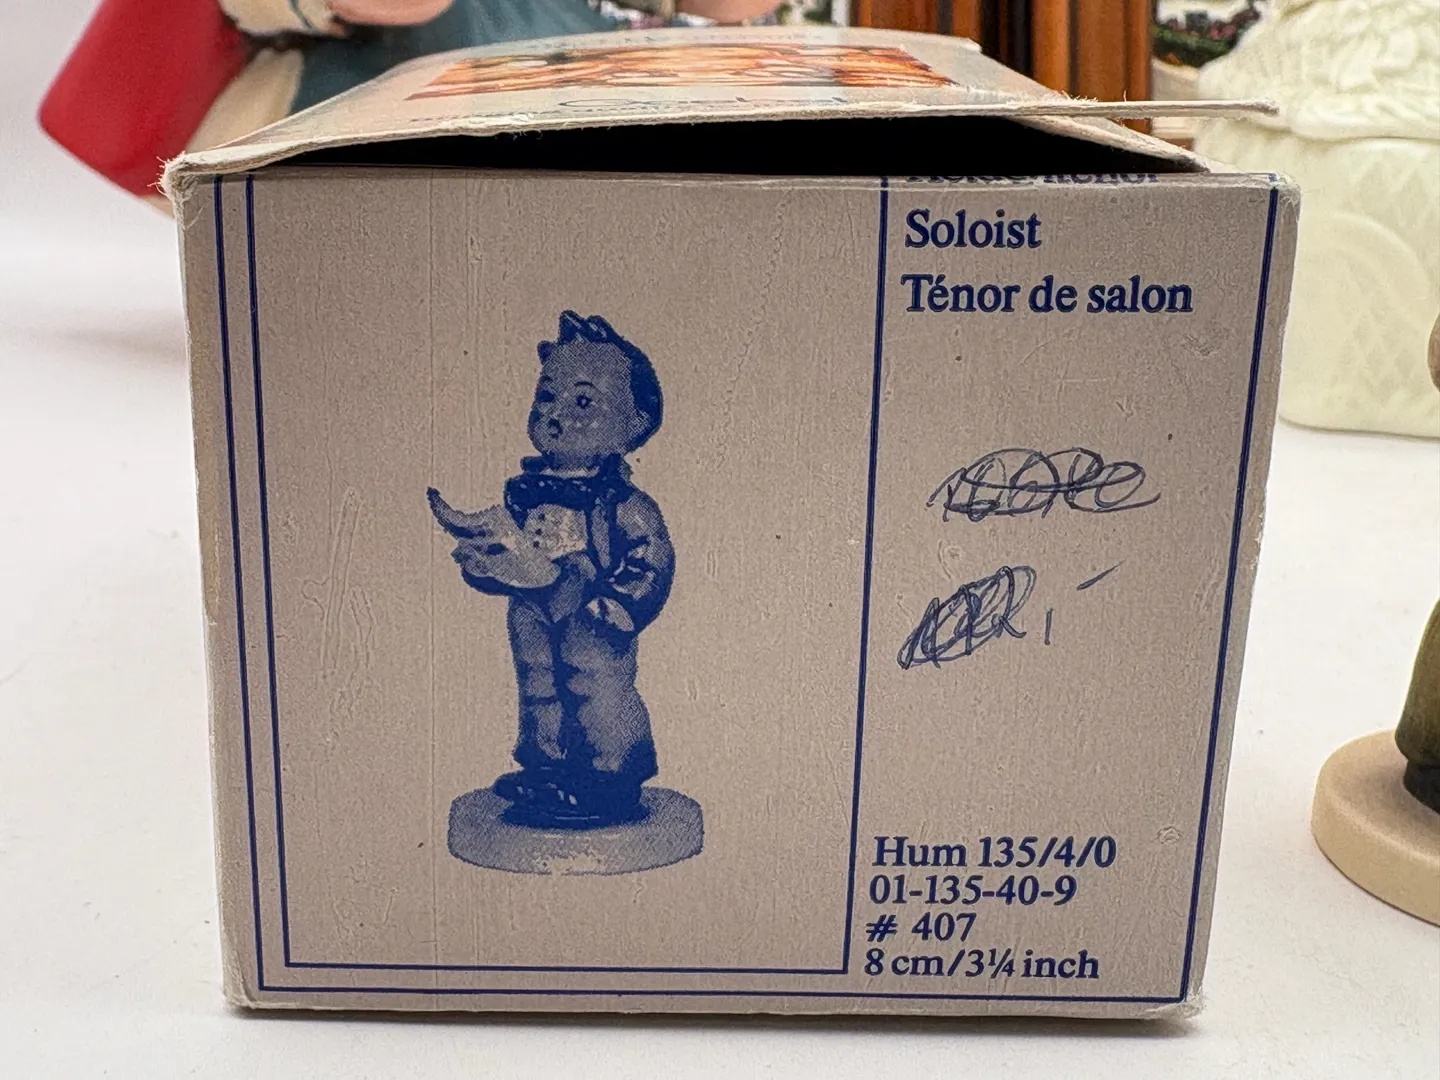 Soloist
Ténor de salon
Hum 135/4/0
01-135-40-9
# 407
8 cm/3¼ inch